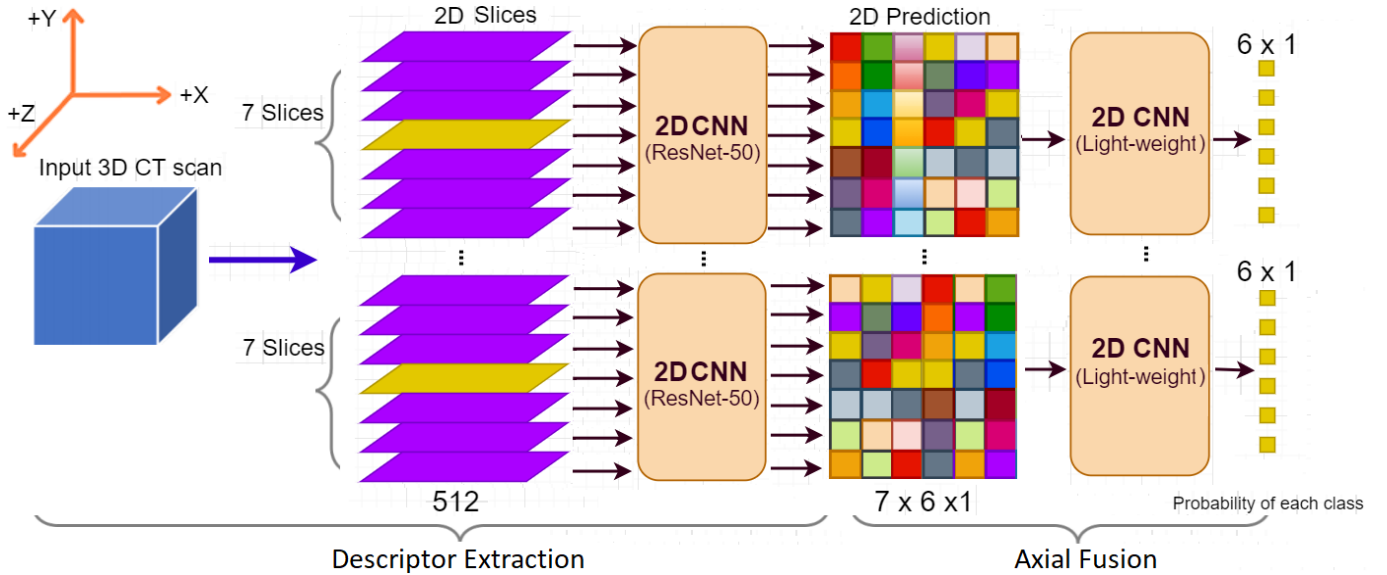 +Y
+X
+Z
Input 3D CT scan
2D Slices
7 Slices
2D CNN
(ResNet-50)
2D Prediction
2D CNN
(Light-weight)
6 x 1
...
...
...
...
7 Slices
2D CNN
(ResNet-50)
2D CNN
(Light-weight)
6 x 1
512
7 x 6 x1
Probability of each class
Descriptor Extraction
Axial Fusion